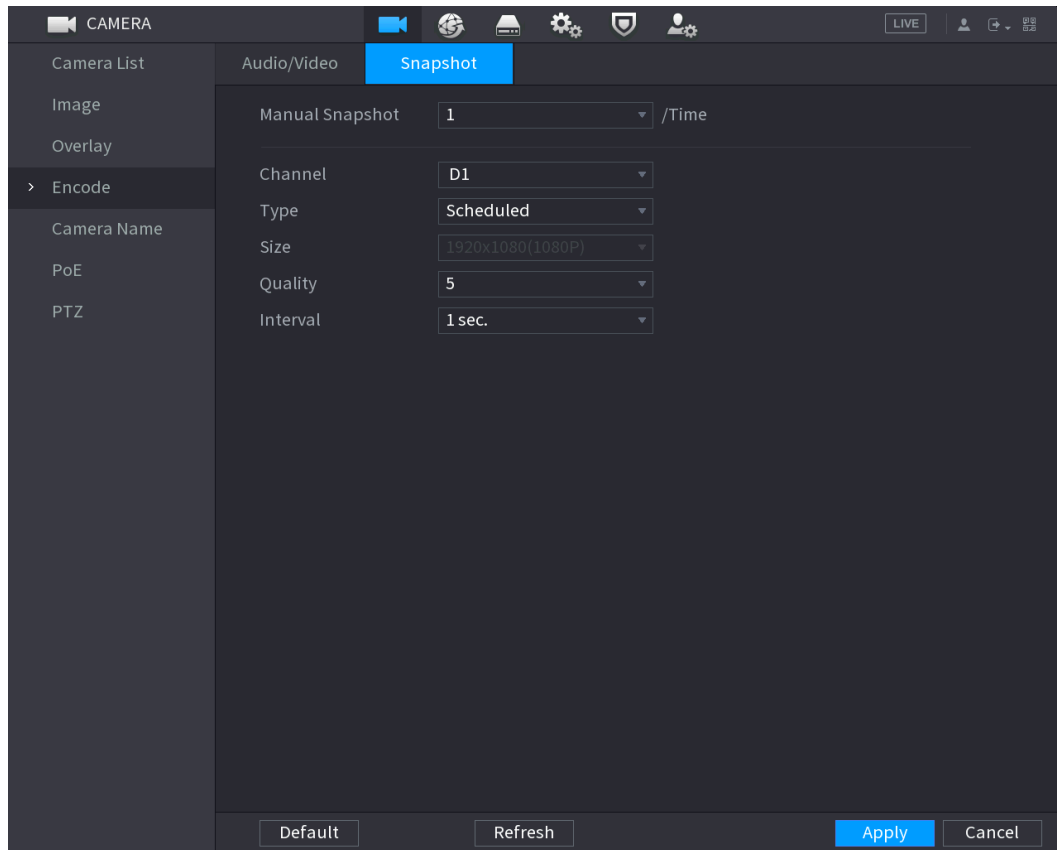 CAMERA
LIVE
Camera List
Image
Overlay
Encode
Camera Name
PoE
PTZ
Audio/Video
Snapshot
Manual Snapshot 1 /Time
Channel D1
Type Scheduled
Size 1920x1080(1080P)
Quality 5
Interval 1 sec.
Default Refresh Apply Cancel